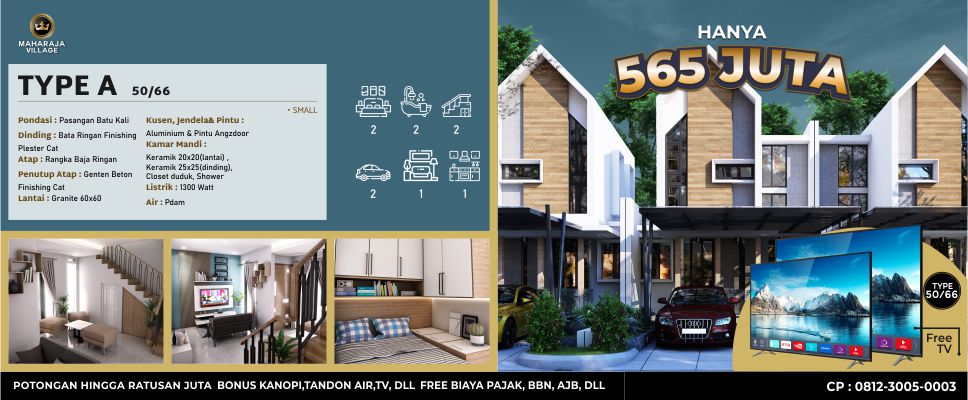 MAHARAJA
VILLAGE
TYPE A 50/66
• SMALL
Pondasi : Pasangan Batu Kali
Dinding : Bata Ringan Finishing
Plester Cat
Atap : Rangka Baja Ringan
Penutup Atap : Genten Beton
Finishing Cat
Lantai : Granite 60x60
Kusen, Jendela& Pintu :
Aluminium & Pintu Angzdoor
Kamar Mandi :
Keramik 20x20(lantai) ,
Keramik 25x25(dinding),
Closet duduk, Shower
Listrik : 1300 Watt
Air : Pdam
2 2 2
2 1 1
HANYA
565 JUTA
TYPE
50/66
Free
TV
POTONGAN HINGGA RATUSAN JUTA BONUS KANOPI,TANDON AIR,TV, DLL FREE BIAYA PAJAK, BBN, AJB, DLL
CP : 0812-3005-0003